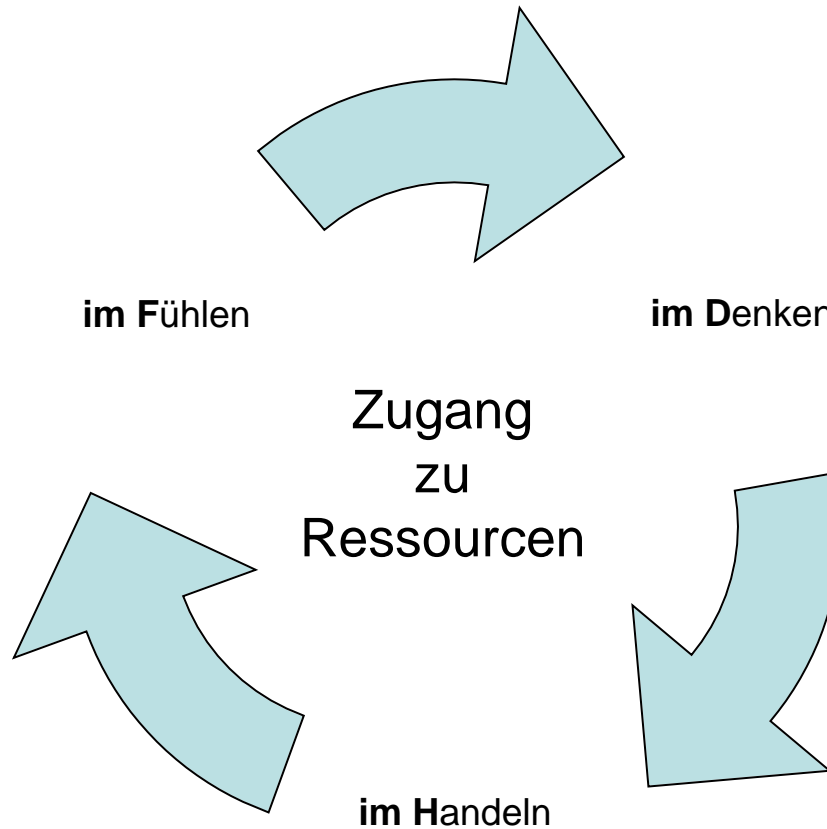 im Fühlen
im Denken
Zugang
zu
Ressourcen
im Handeln